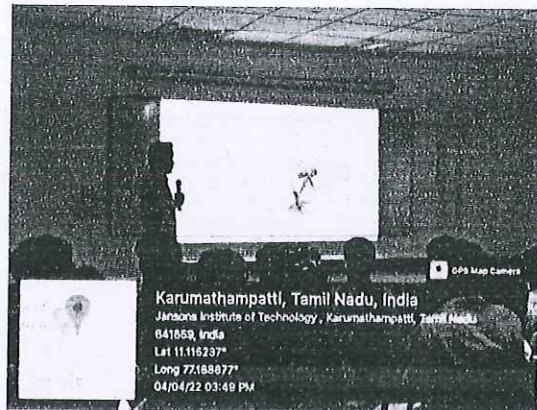 GPS Map Camera
Karumathampatti, Tamil Nadu, India
Jansons Institute of Technology, Karumathampatti, Tamil Nadu
641659, India
Lat 11.116237°
Long 77.188877°
04/04/22 03:49 PM